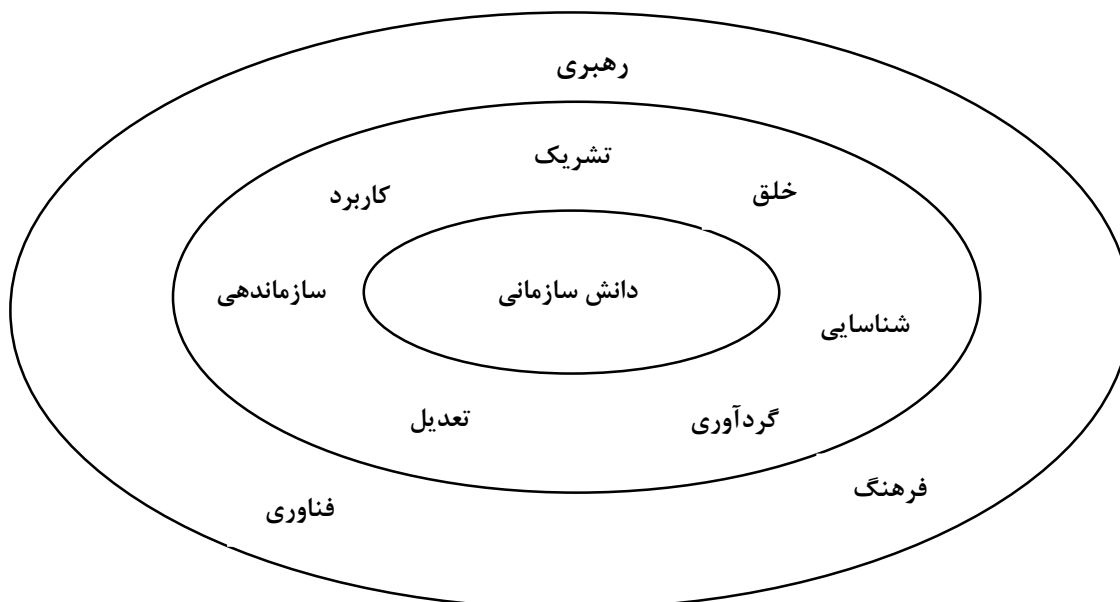 رهبری
تشریک
خلق
کاربرد
سازماندهی
دانش سازمانی
شناسایی
گردآوری
تعدیل
فرهنگ
فناوری